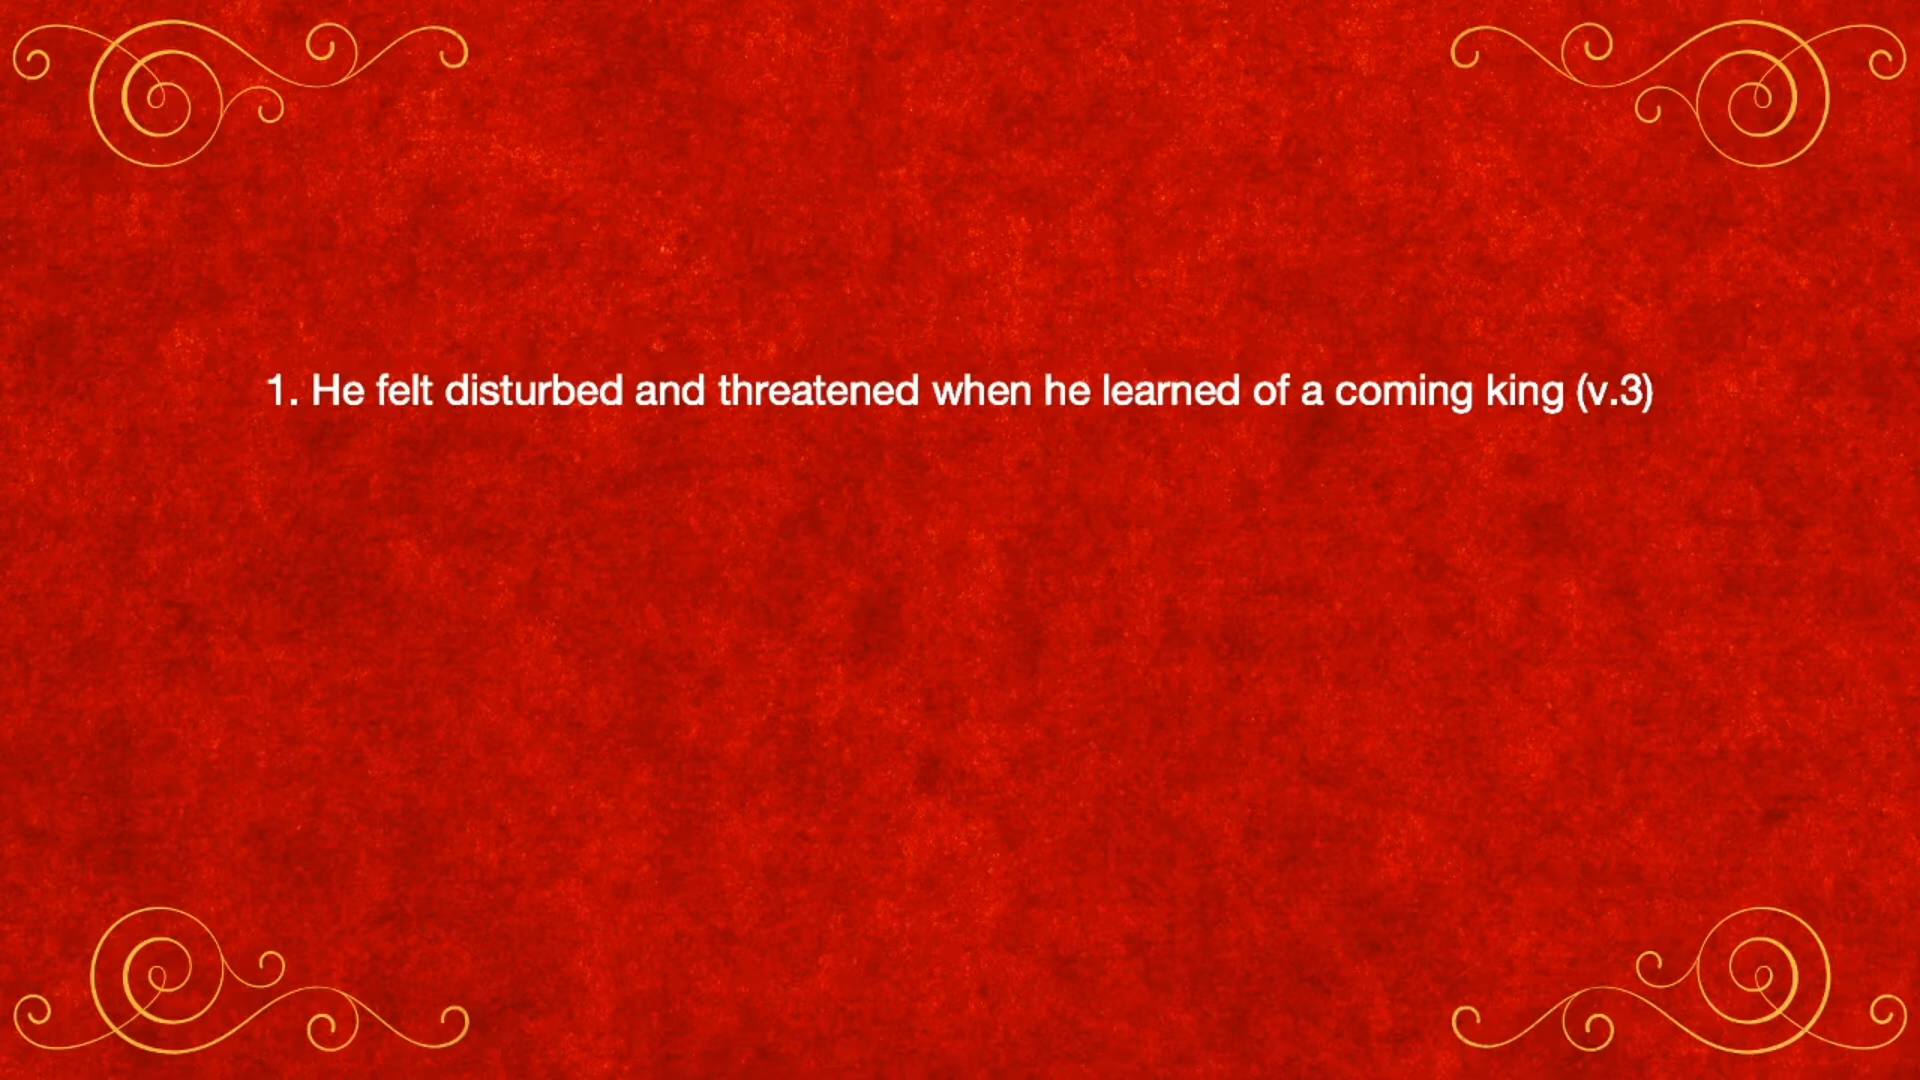 1. He felt disturbed and threatened when he learned of a coming king (v.3)